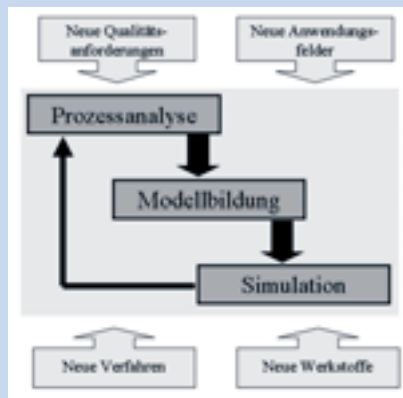 Neue Qualitäts-
anforderungen
Neue Anwendungs-
felder
Prozessanalyse
Modellbildung
Simulation
Neue Verfahren
Neue Werkstoffe